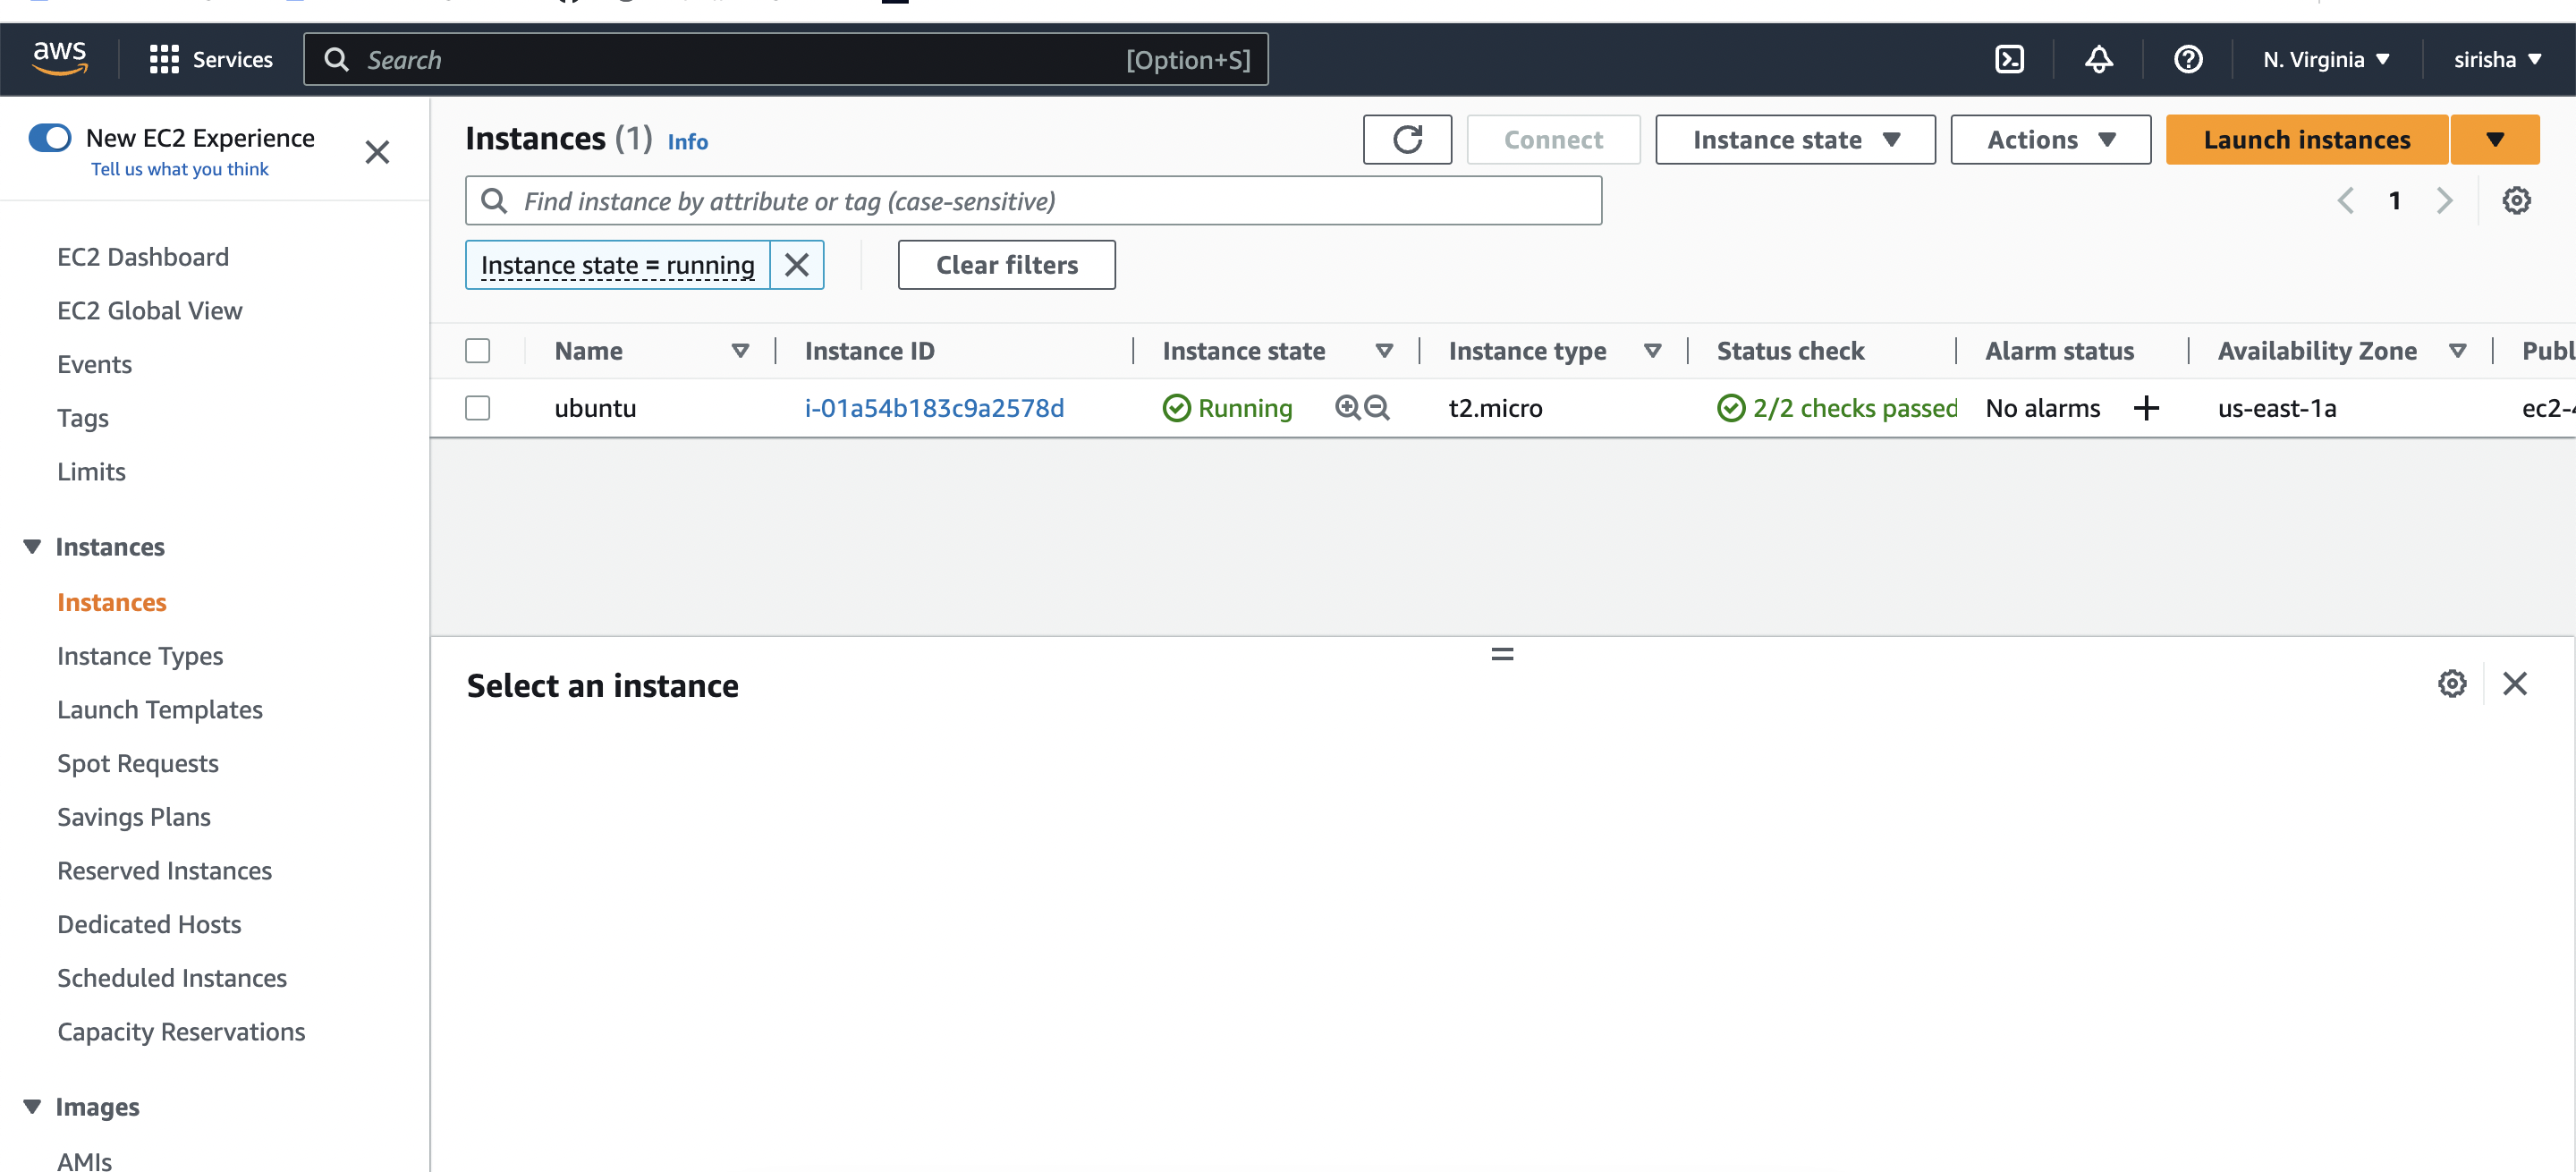 aws Services Search [Option+S] N. Virginia sirisha
New EC2 Experience
Tell us what you think
EC2 Dashboard
EC2 Global View
Events
Tags
Limits
Instances
Instances
Instance Types
Launch Templates
Spot Requests
Savings Plans
Reserved Instances
Dedicated Hosts
Scheduled Instances
Capacity Reservations
Images
AMIs
Instances (1) Info Connect Instance state Actions Launch instances
Find instance by attribute or tag (case-sensitive) 1
Instance state = running Clear filters
Name Instance ID Instance state Instance type Status check Alarm status Availability Zone Publ
ubuntu i-01a54b183c9a2578d Running t2.micro 2/2 checks passed No alarms + us-east-1a ec2-4
Select an instance